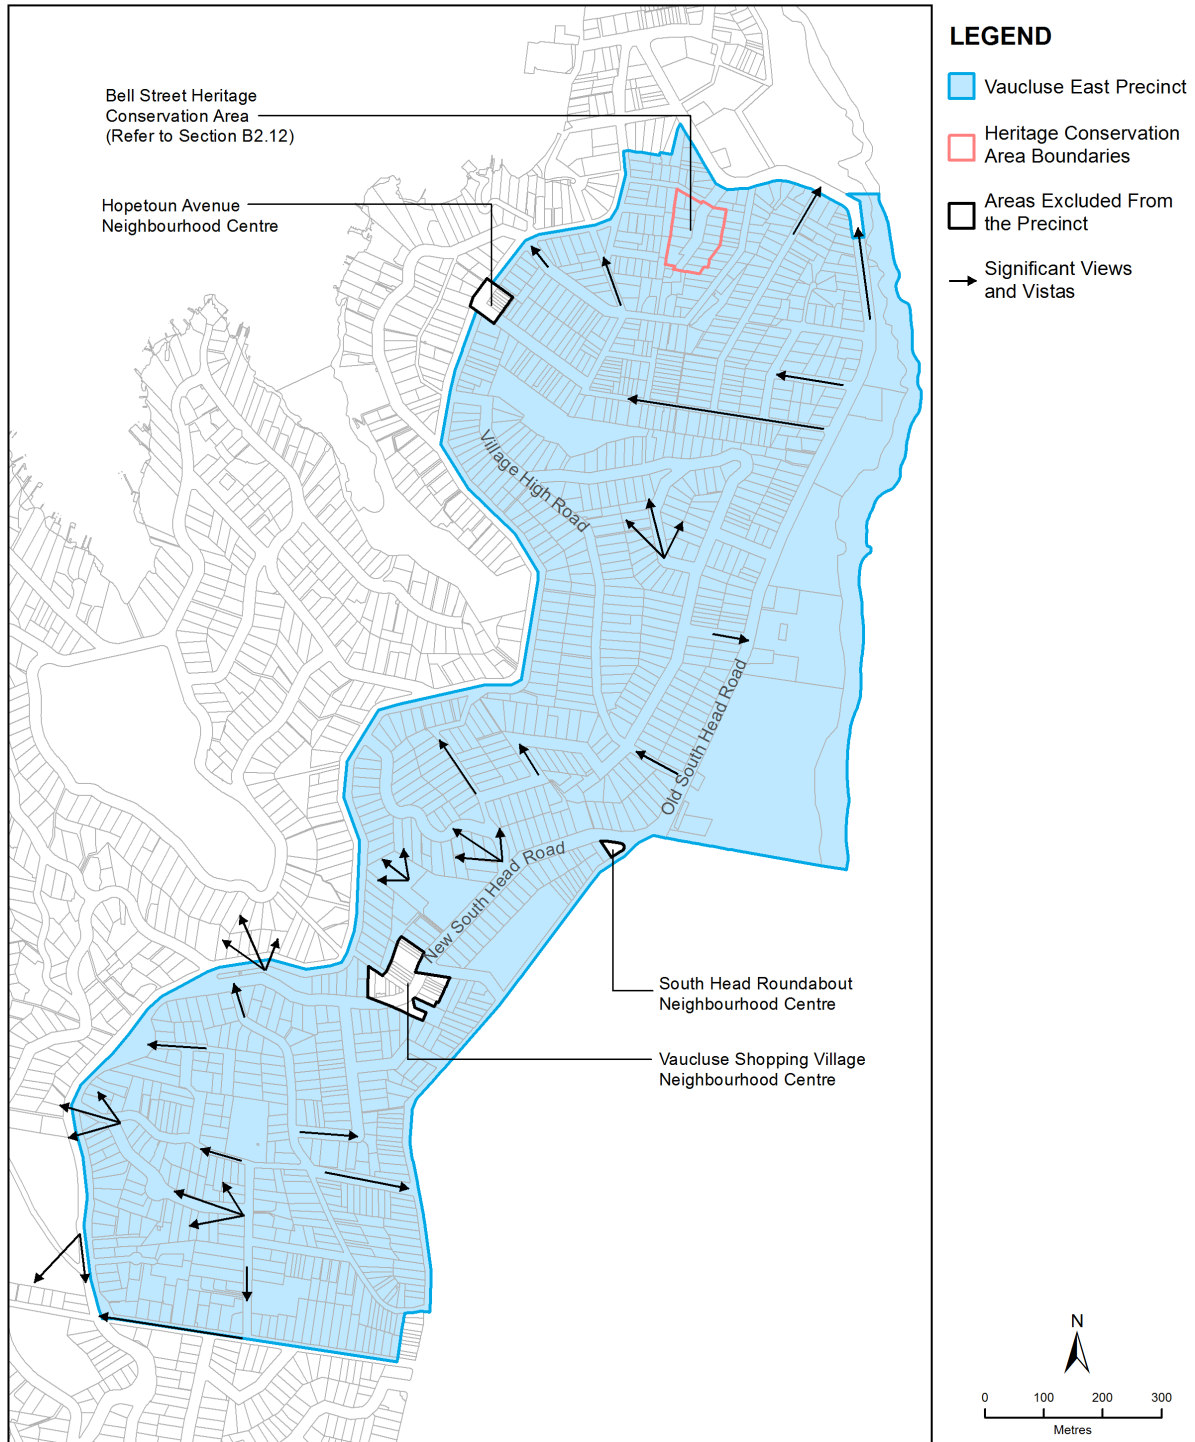 LEGEND
Vaucluse East Precinct
Heritage Conservation
Area Boundaries
Areas Excluded From
the Precinct
Significant Views
and Vistas
Bell Street Heritage
Conservation Area
(Refer to Section B2.12)
Hopetoun Avenue
Neighbourhood Centre
Village High Road
Old South Head Road
New South Head Road
South Head Roundabout
Neighbourhood Centre
Vaucluse Shopping Village
Neighbourhood Centre
N
0 100 200 300
Metres